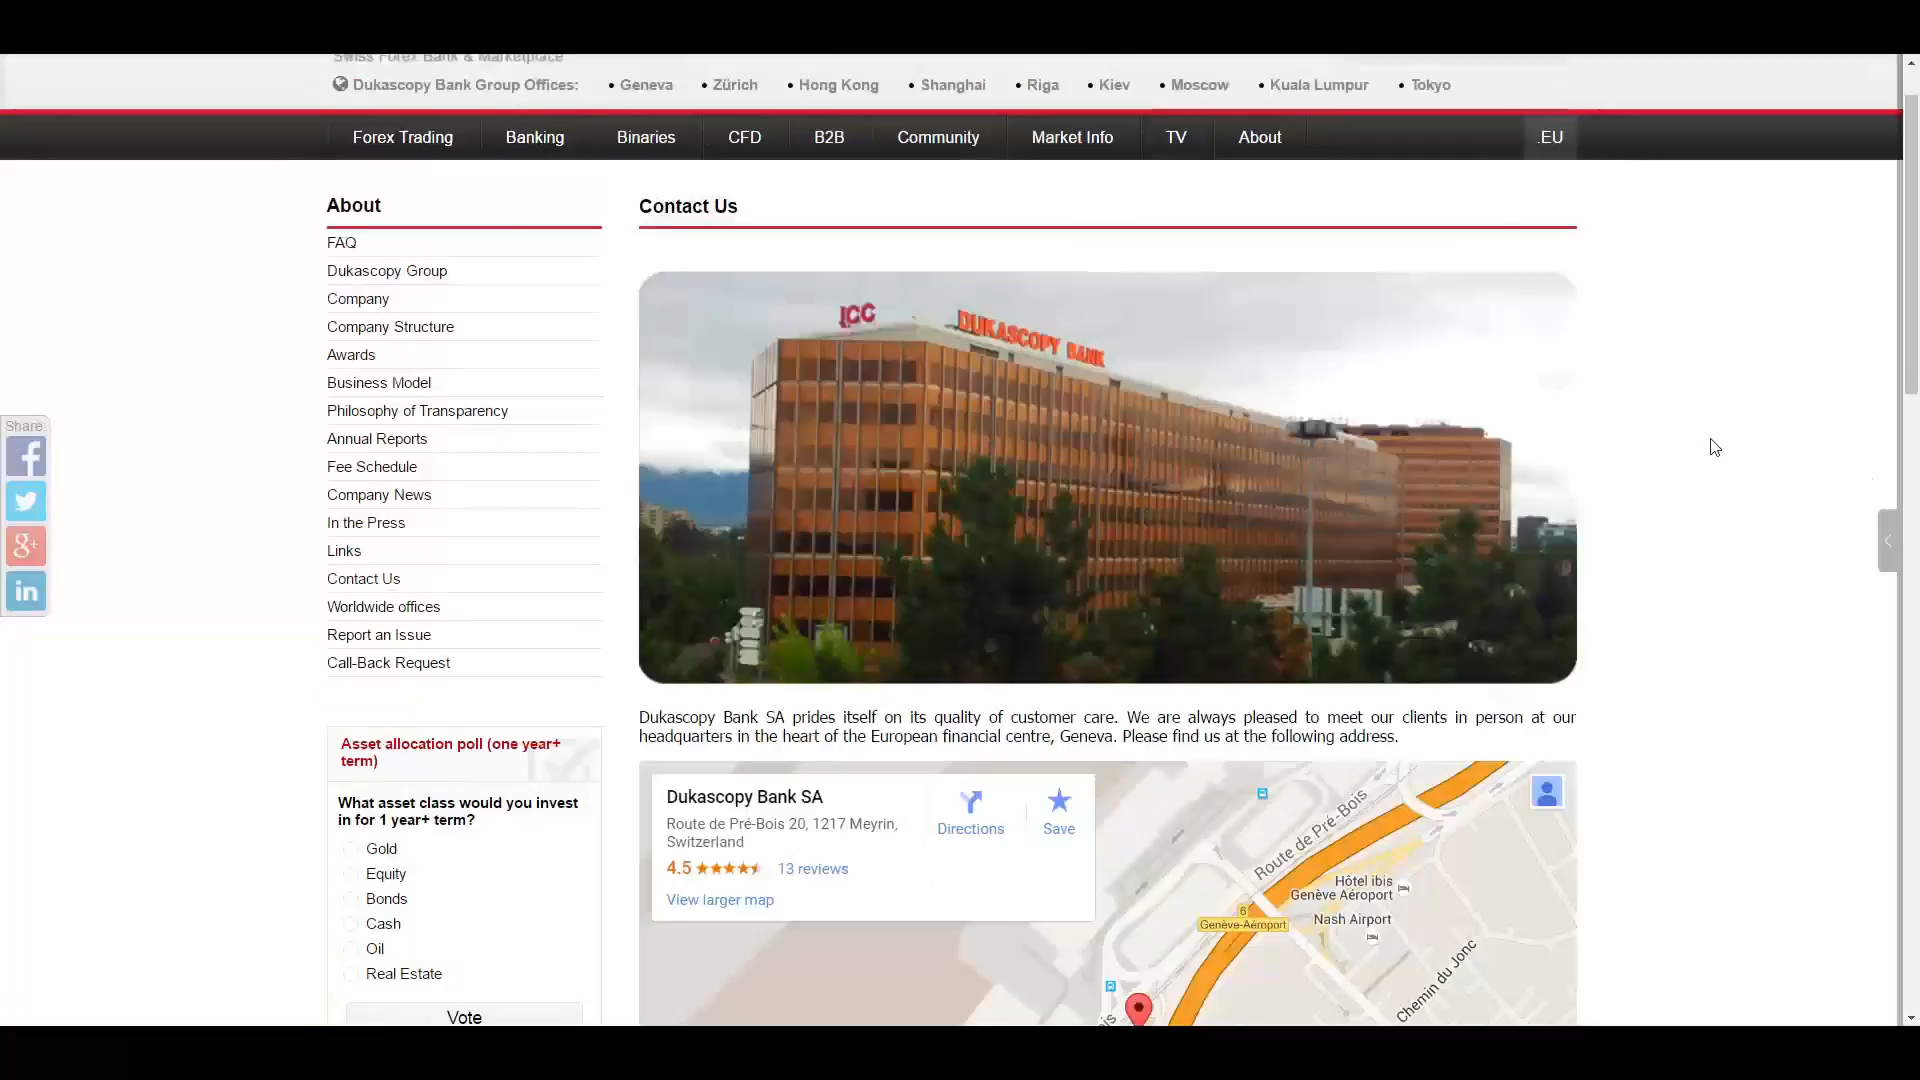 Swiss Forex Bank & Marketplace
Dukascopy Bank Group Offices: • Geneva • Zürich • Hong Kong • Shanghai • Riga • Kiev • Moscow • Kuala Lumpur • Tokyo
Forex Trading Banking Binaries CFD B2B Community Market Info TV About .EU
About
FAQ
Dukascopy Group
Company
Company Structure
Awards
Business Model
Philosophy of Transparency
Annual Reports
Fee Schedule
Company News
In the Press
Links
Contact Us
Worldwide offices
Report an Issue
Call-Back Request
Share:
Asset allocation poll (one year+
term)
What asset class would you invest
in for 1 year+ term?
Gold
Equity
Bonds
Cash
Oil
Real Estate
Vote
Contact Us
ICC
DUKASCOPY BANK
Dukascopy Bank SA prides itself on its quality of customer care. We are always pleased to meet our clients in person at our
headquarters in the heart of the European financial centre, Geneva. Please find us at the following address.
Dukascopy Bank SA
Route de Pré-Bois 20, 1217 Meyrin,
Switzerland
4.5 13 reviews
View larger map
Directions
Save
Route de Pré-Bois
Hôtel ibis
Genève Aéroport
Nash Airport
6
Genève-Aéroport
Chemin du Jonc